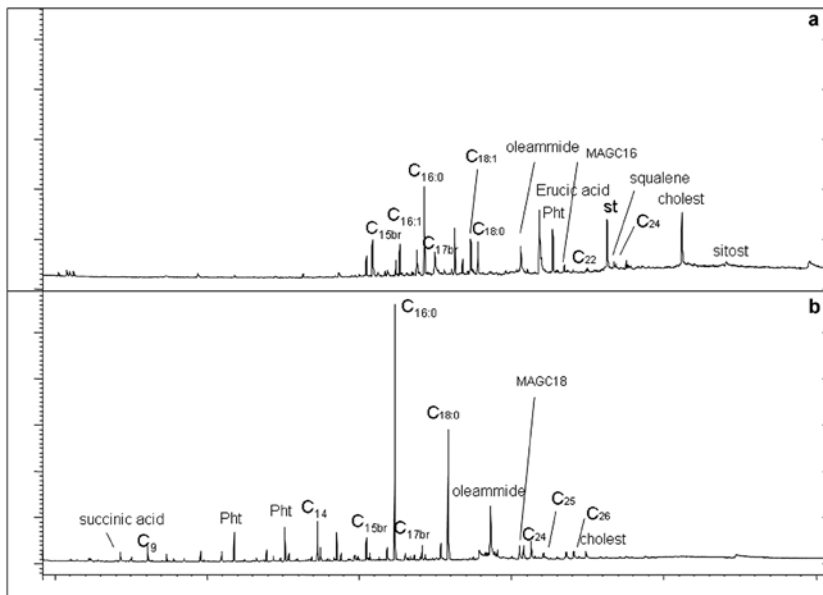 a
oleammide
MAGC16
C18:1
C16:0
squalene
Erucic acid
cholest
C16:1
Pht
st
C24
C15br
C18:0
C17br
C22
sitost
b
C16:0
MAGC18
C18:0
oleammide
C25
C14
C26
Pht
Pht
succinic acid
C15br
C17br
C9
C24
cholest